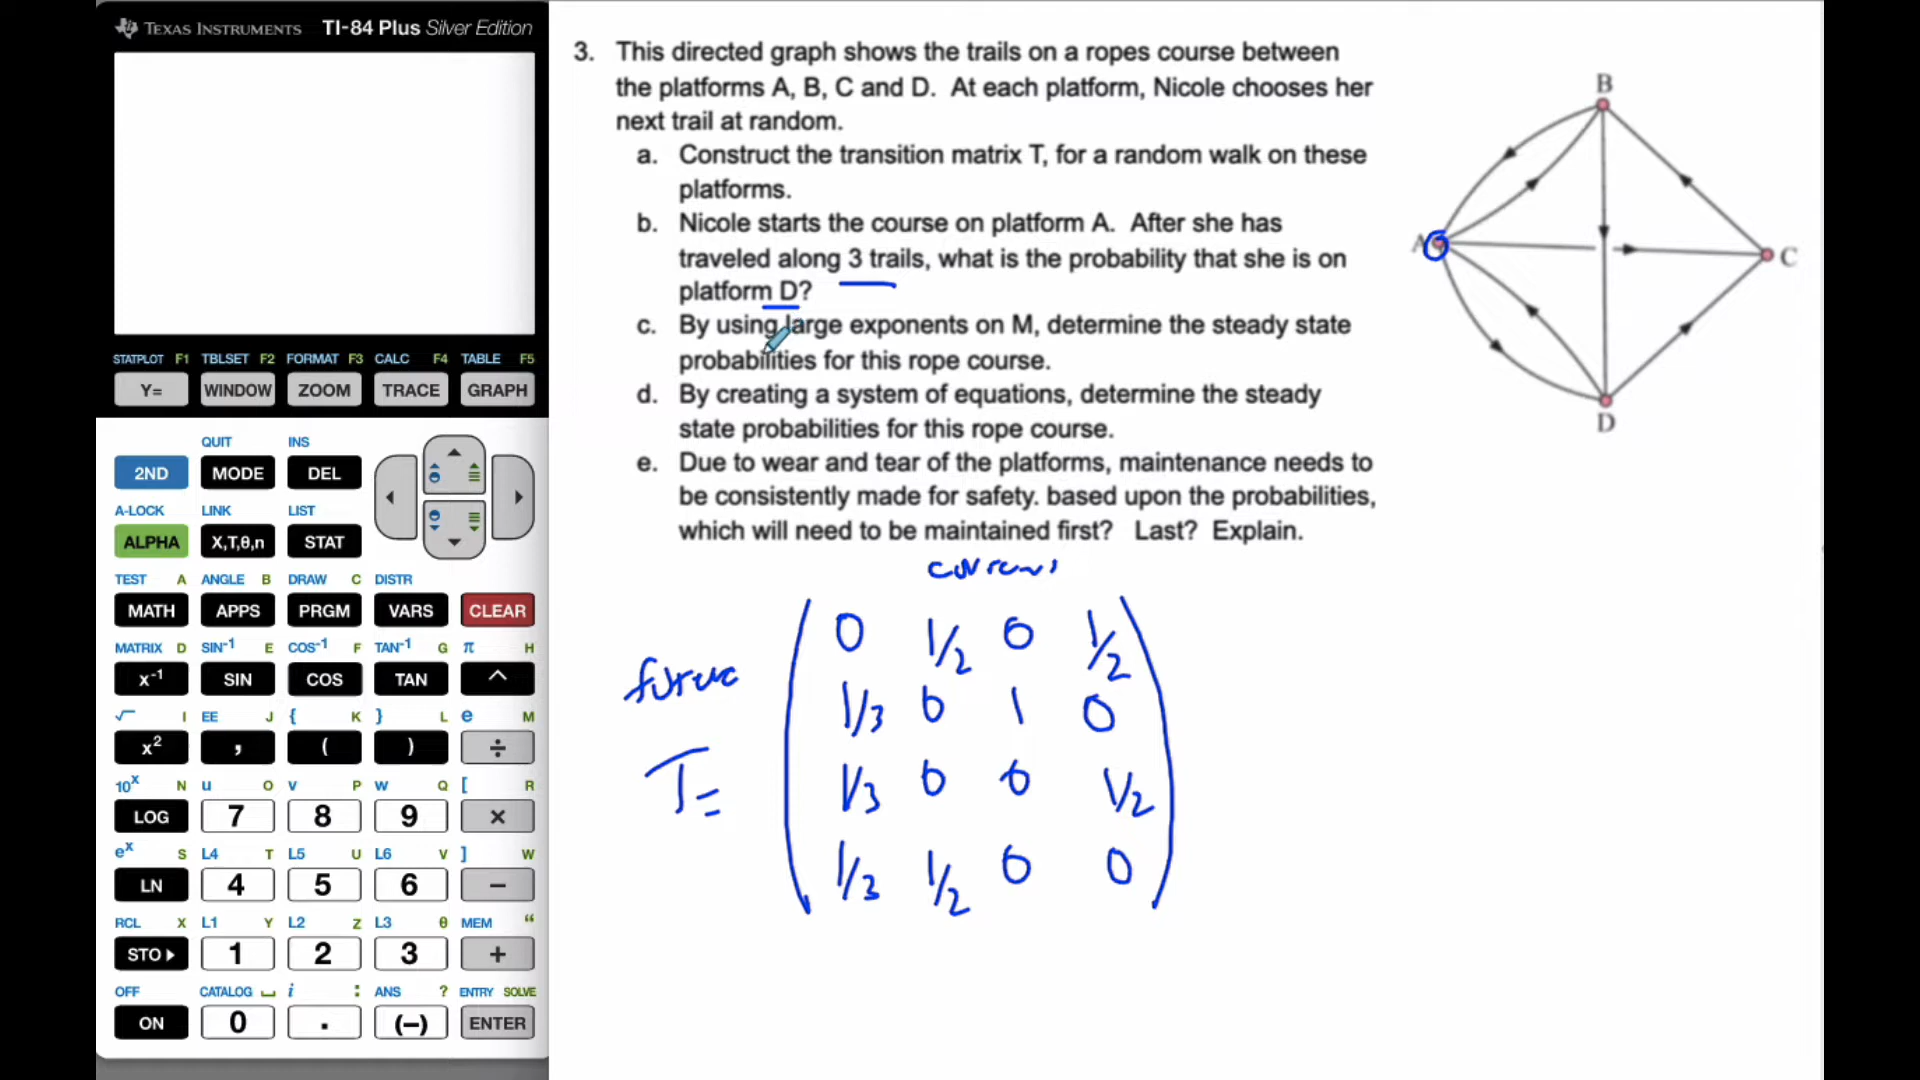 TEXAS INSTRUMENTS TI-84 Plus Silver Edition
STATPLOT F1 TBLSET F2 FORMAT F3 CALC F4 TABLE F5
Y= WINDOW ZOOM TRACE GRAPH
QUIT INS
2ND MODE DEL
A-LOCK LINK LIST
ALPHA X,T,θ,n STAT
TEST A ANGLE B DRAW C DISTR
MATH APPS PRGM VARS CLEAR
MATRIX D SIN⁻¹ E COS⁻¹ F TAN⁻¹ G π H
x⁻¹ SIN COS TAN ^
√ I EE J { K } L e M
x² , ( ) ÷
10ˣ N u O v P w Q [ R
LOG 7 8 9 ×
eˣ S L4 T L5 U L6 V ] W
LN 4 5 6 −
RCL X L1 Y L2 Z L3 θ MEM “
STO▶ 1 2 3 +
OFF CATALOG ⎵ i : ANS ? ENTRY SOLVE
ON 0 . (−) ENTER
3. This directed graph shows the trails on a ropes course between
the platforms A, B, C and D. At each platform, Nicole chooses her
next trail at random.
a. Construct the transition matrix T, for a random walk on these
platforms.
b. Nicole starts the course on platform A. After she has
traveled along 3 trails, what is the probability that she is on
platform D?
c. By using large exponents on M, determine the steady state
probabilities for this rope course.
d. By creating a system of equations, determine the steady
state probabilities for this rope course.
e. Due to wear and tear of the platforms, maintenance needs to
be consistently made for safety. based upon the probabilities,
which will need to be maintained first? Last? Explain.
B
A
C
D
future
T=
0 1/2 0 1/2
1/3 0 1 0
1/3 0 0 1/2
1/3 1/2 0 0